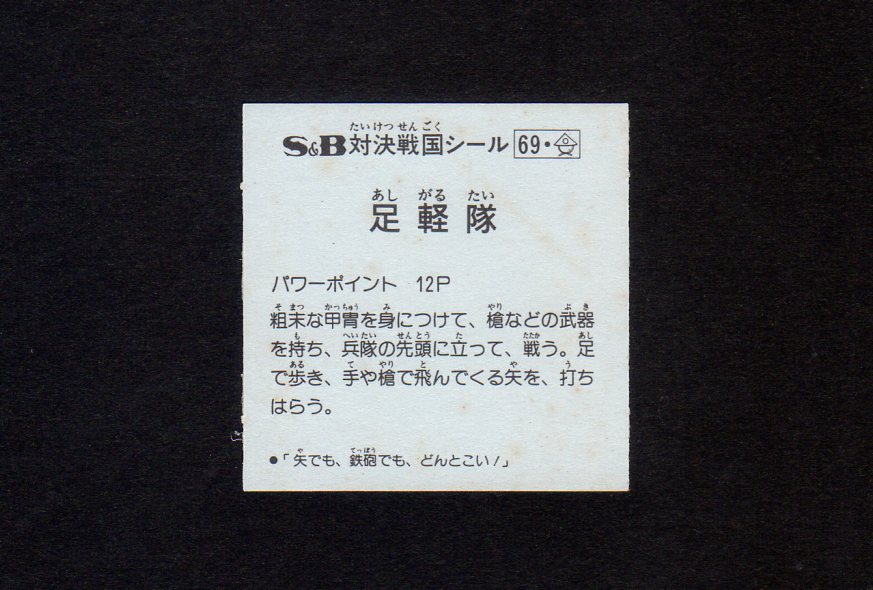 S&B対決戦国シール 69・
足軽隊
パワーポイント 12P
粗末な甲冑を身につけて、槍などの武器
を持ち、兵隊の先頭に立って、戦う。足
で歩き、手や槍で飛んでくる矢を、打ち
はらう。
●「矢でも、鉄砲でも、どんとこい!」